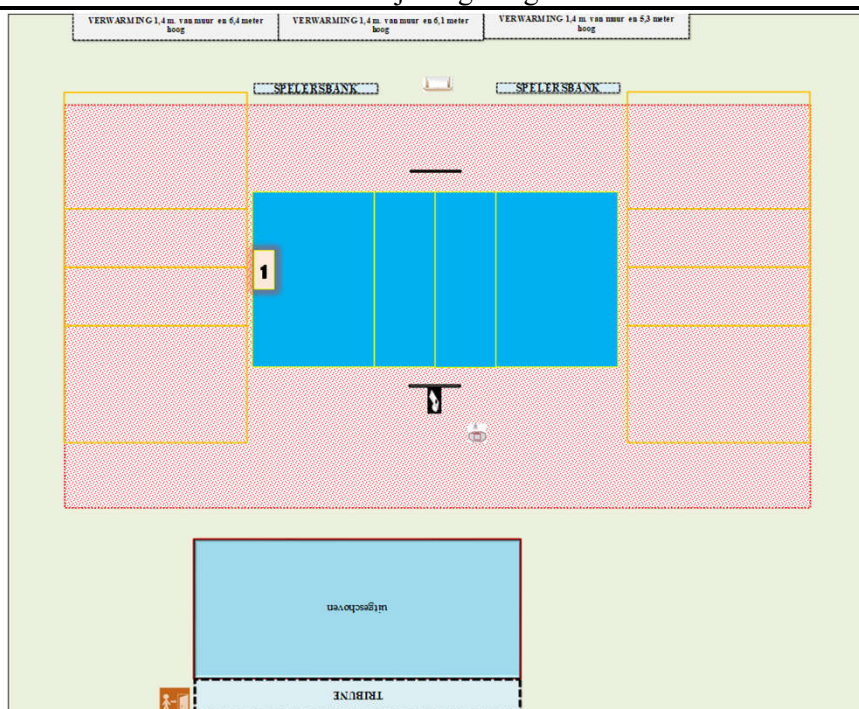 VERWARMING 1,4 m. van muur en 6,4 meter
hoog
VERWARMING 1,4 m. van muur en 6,1 meter
hoog
VERWARMING 1,4 m. van muur en 5,3 meter
hoog
SPELERSBANK
SPELERSBANK
1
uitgeschoven
TRIBUNE